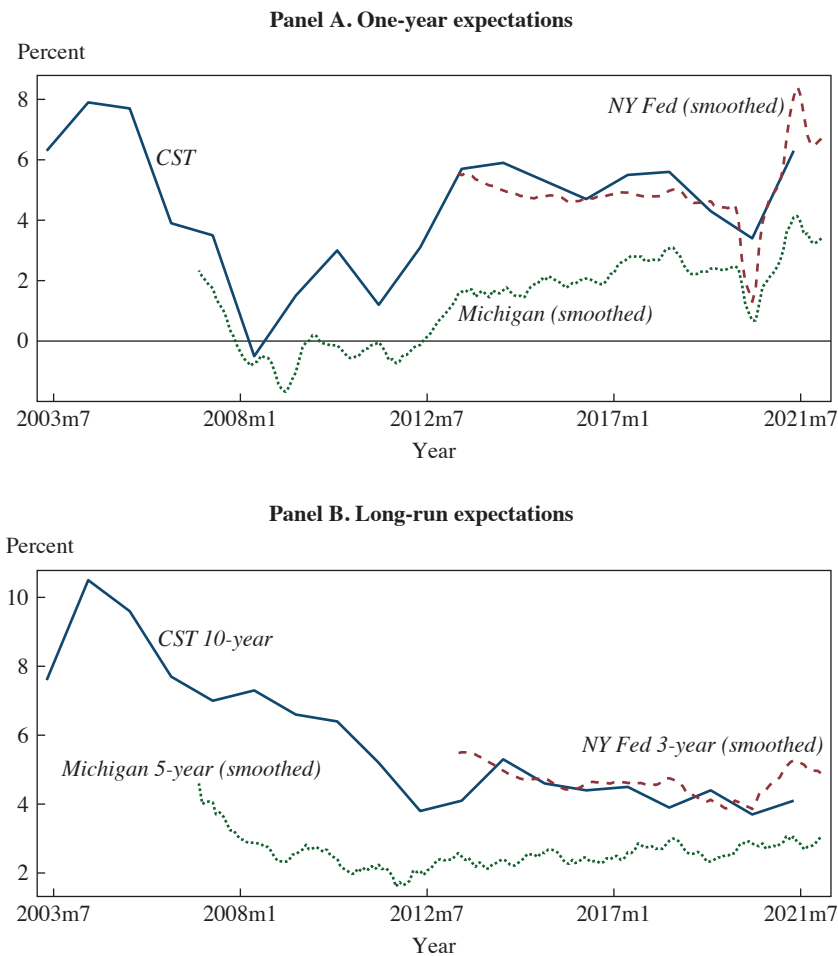 Panel A. One-year expectations
Percent
8
6
4
2
0
NY Fed (smoothed)
CST
Michigan (smoothed)
2003m7 2008m1 2012m7 2017m1 2021m7
Year
Panel B. Long-run expectations
Percent
10
8
6
4
2
CST 10-year
NY Fed 3-year (smoothed)
Michigan 5-year (smoothed)
2003m7 2008m1 2012m7 2017m1 2021m7
Year